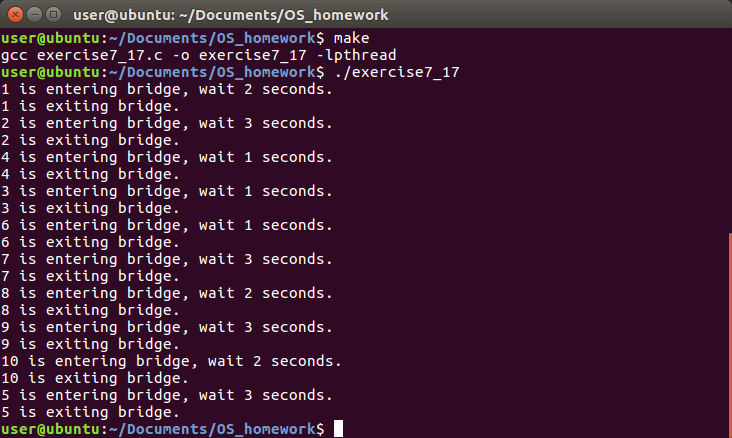 user@ubuntu: ~/Documents/OS_homework
user@ubuntu:~/Documents/OS_homework$ make
gcc exercise7_17.c -o exercise7_17 -lpthread
user@ubuntu:~/Documents/OS_homework$ ./exercise7_17
1 is entering bridge, wait 2 seconds.
1 is exiting bridge.
2 is entering bridge, wait 3 seconds.
2 is exiting bridge.
4 is entering bridge, wait 1 seconds.
4 is exiting bridge.
3 is entering bridge, wait 1 seconds.
3 is exiting bridge.
6 is entering bridge, wait 1 seconds.
6 is exiting bridge.
7 is entering bridge, wait 3 seconds.
7 is exiting bridge.
8 is entering bridge, wait 2 seconds.
8 is exiting bridge.
9 is entering bridge, wait 3 seconds.
9 is exiting bridge.
10 is entering bridge, wait 2 seconds.
10 is exiting bridge.
5 is entering bridge, wait 3 seconds.
5 is exiting bridge.
user@ubuntu:~/Documents/OS_homework$